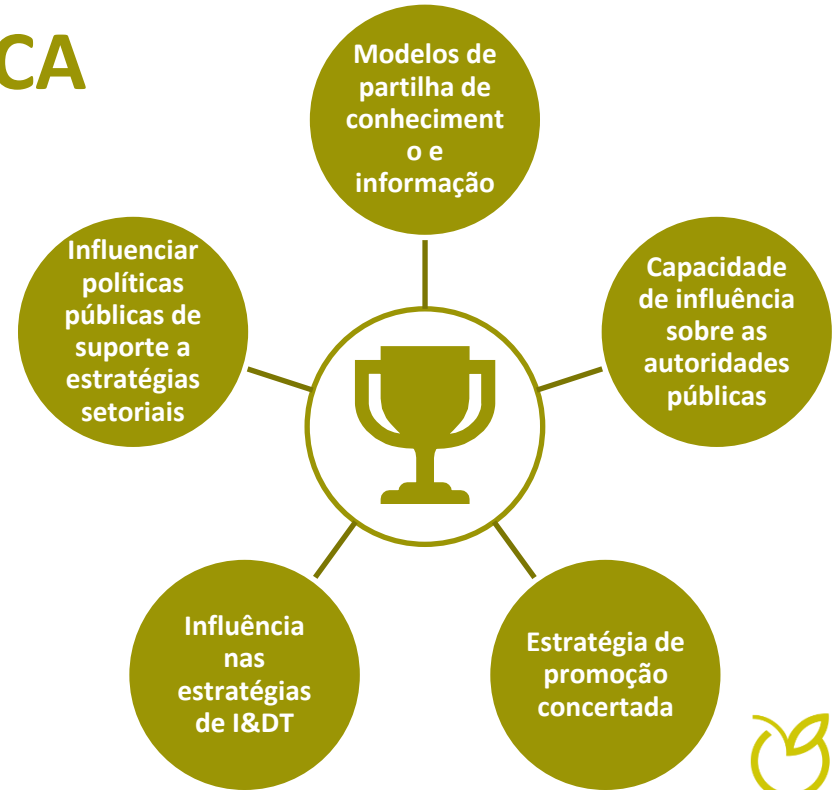 CA
Modelos de
partilha de
conheciment
o e
informação
Influenciar
políticas
públicas de
suporte a
estratégias
setoriais
Capacidade
de influência
sobre as
autoridades
públicas
Influência
nas
estratégias
de I&DT
Estratégia de
promoção
concertada